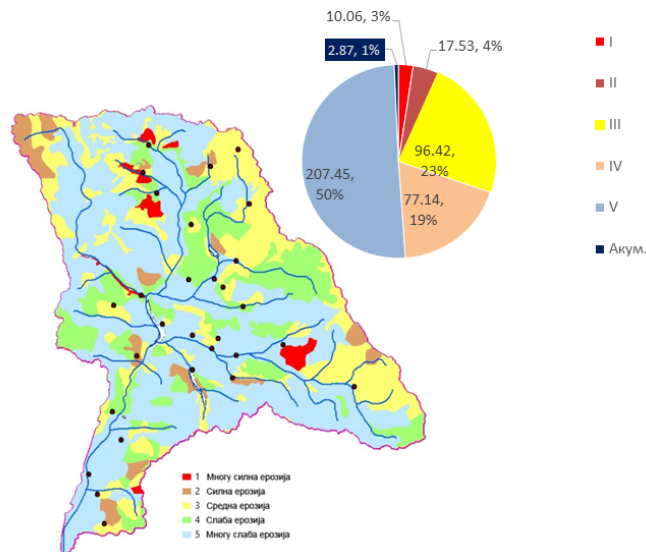 10.06, 3%
2.87, 1%
17.53, 4%
96.42,
23%
207.45,
50%
77.14,
19%
I
II
III
IV
V
Акум.
1 Многу силна ерозија
2 Силна ерозија
3 Средна ерозија
4 Слаба ерозија
5 Многу слаба ерозија